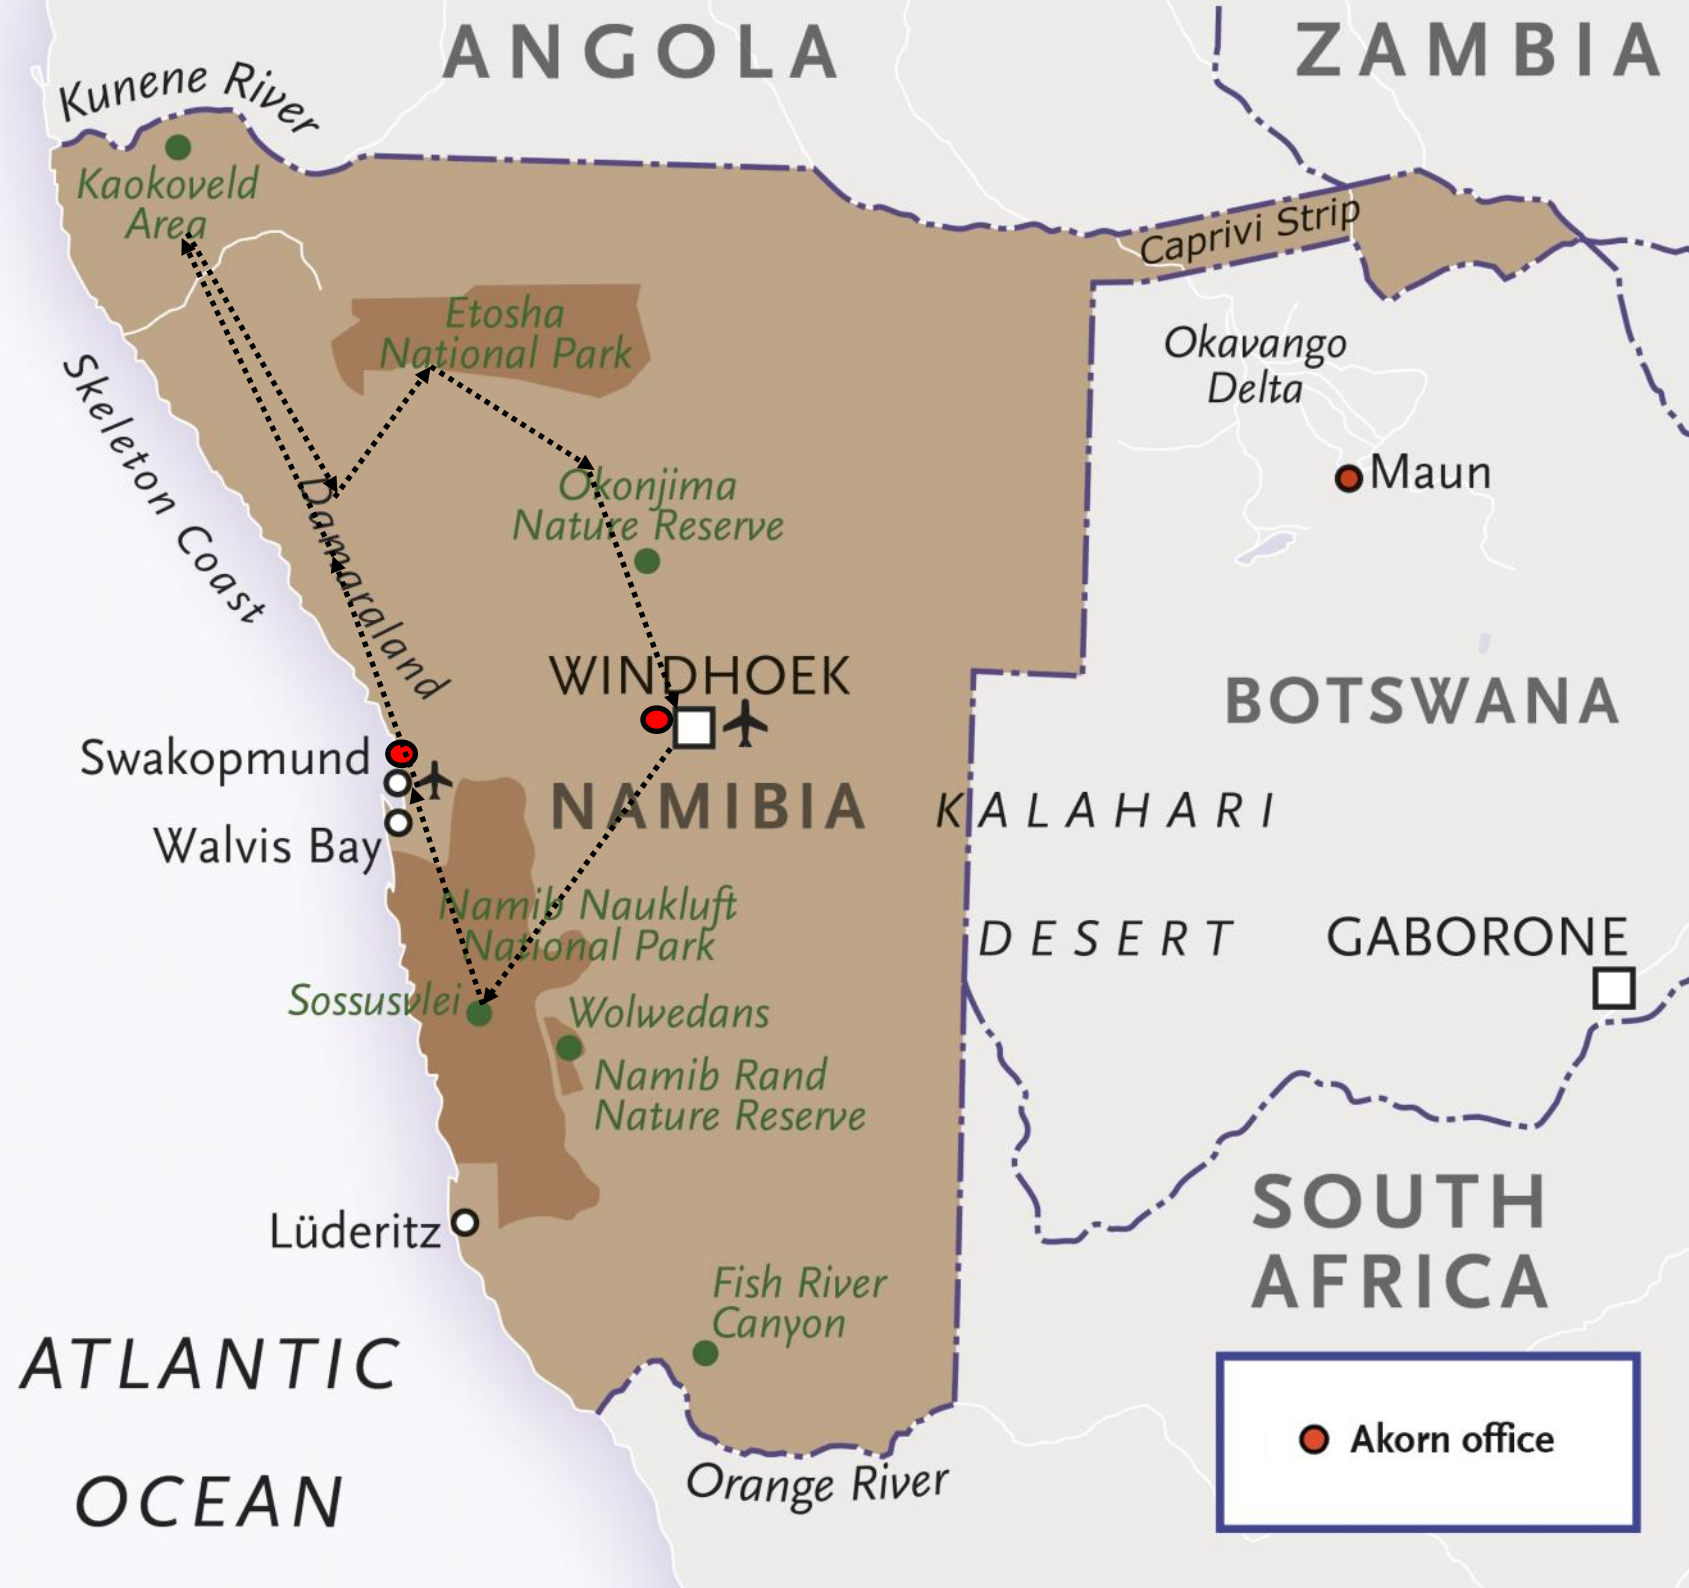 ANGOLA
ZAMBIA
Kunene River
Kaokoveld
Area
Caprivi Strip
Etosha
National Park
Okavango
Delta
Skeleton Coast
Maun
Damaraland
Okonjima
Nature Reserve
WINDHOEK
BOTSWANA
Swakopmund
NAMIBIA
KALAHARI
Walvis Bay
Namib Naukluft
National Park
DESERT
GABORONE
Sossusvlei
Wolwedans
Namib Rand
Nature Reserve
SOUTH
AFRICA
Lüderitz
Fish River
Canyon
ATLANTIC
OCEAN
Orange River
Akorn office